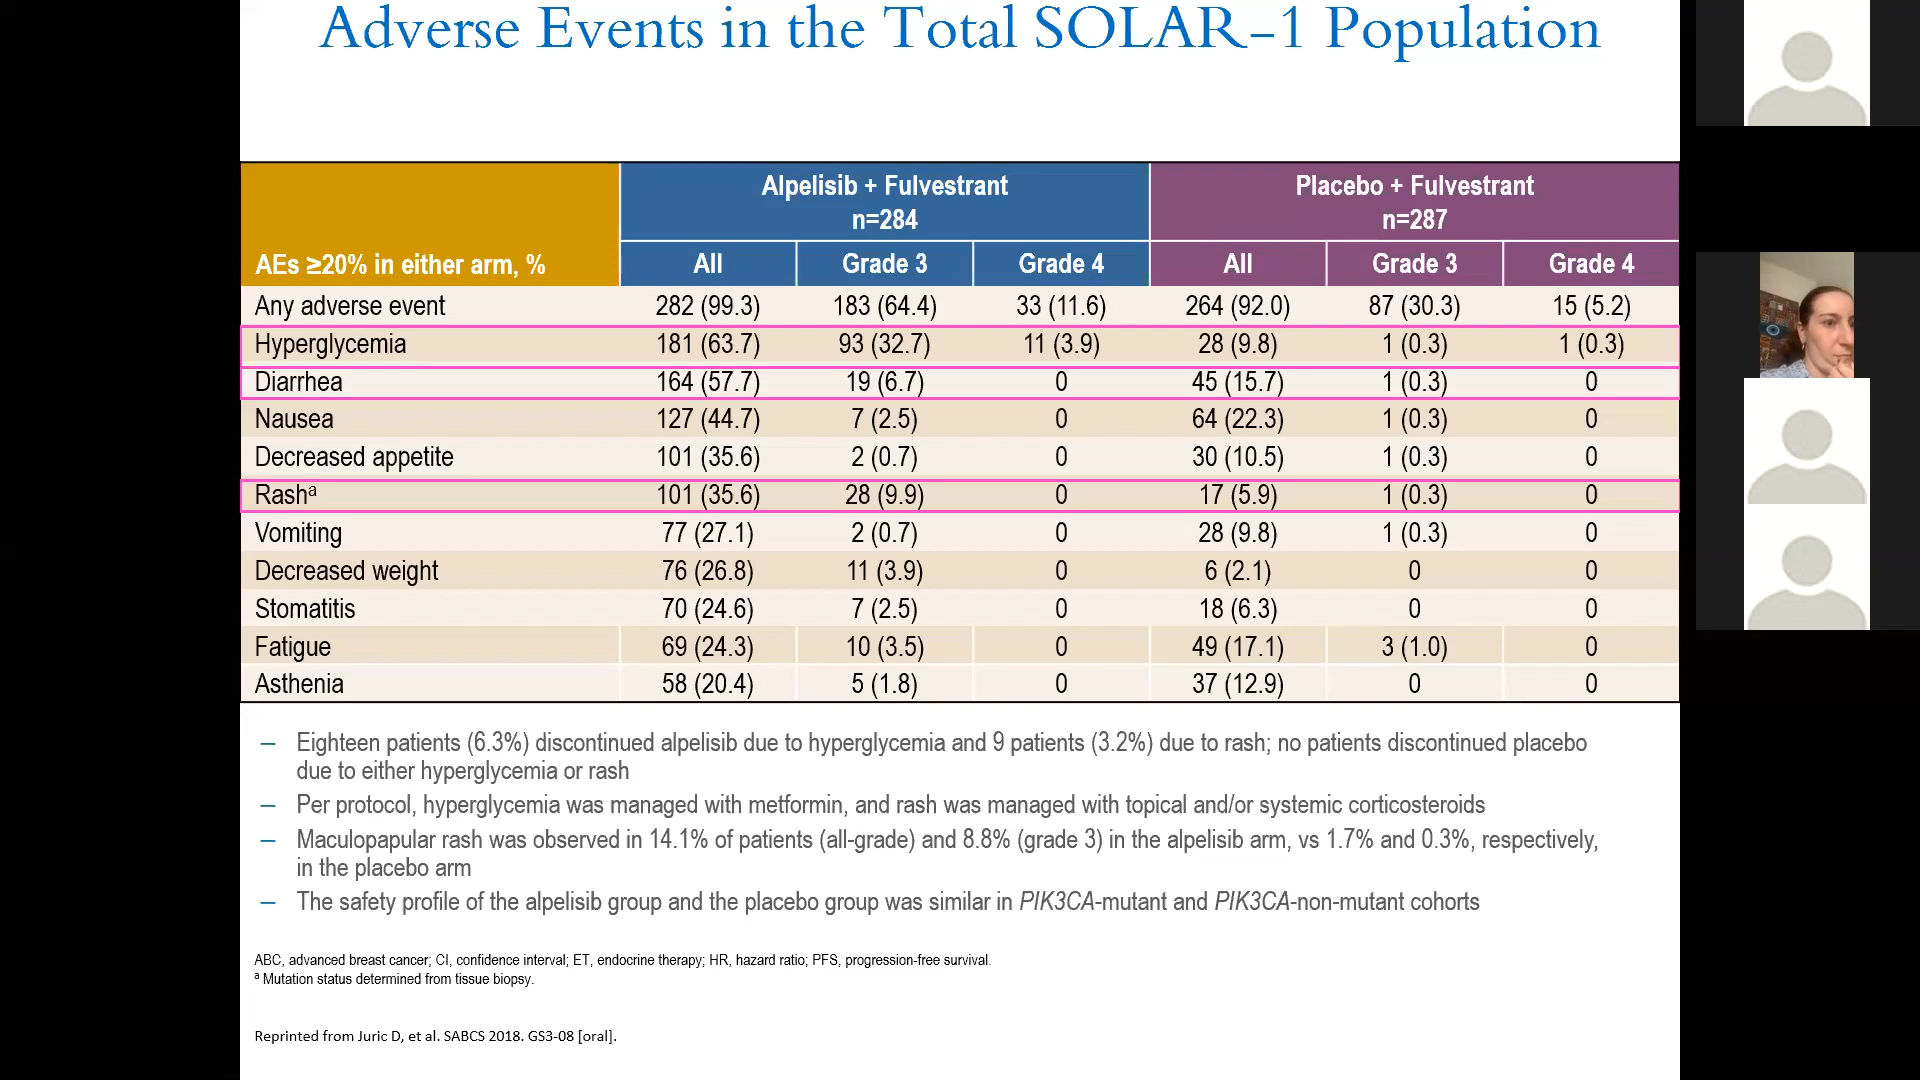 Adverse Events in the Total SOLAR–1 Population
Alpelisib + Fulvestrant
n=284
Placebo + Fulvestrant
n=287
AEs ≥20% in either arm, % All Grade 3 Grade 4 All Grade 3 Grade 4
Any adverse event 282 (99.3) 183 (64.4) 33 (11.6) 264 (92.0) 87 (30.3) 15 (5.2)
Hyperglycemia 181 (63.7) 93 (32.7) 11 (3.9) 28 (9.8) 1 (0.3) 1 (0.3)
Diarrhea 164 (57.7) 19 (6.7) 0 45 (15.7) 1 (0.3) 0
Nausea 127 (44.7) 7 (2.5) 0 64 (22.3) 1 (0.3) 0
Decreased appetite 101 (35.6) 2 (0.7) 0 30 (10.5) 1 (0.3) 0
Rashᵃ 101 (35.6) 28 (9.9) 0 17 (5.9) 1 (0.3) 0
Vomiting 77 (27.1) 2 (0.7) 0 28 (9.8) 1 (0.3) 0
Decreased weight 76 (26.8) 11 (3.9) 0 6 (2.1) 0 0
Stomatitis 70 (24.6) 7 (2.5) 0 18 (6.3) 0 0
Fatigue 69 (24.3) 10 (3.5) 0 49 (17.1) 3 (1.0) 0
Asthenia 58 (20.4) 5 (1.8) 0 37 (12.9) 0 0
– Eighteen patients (6.3%) discontinued alpelisib due to hyperglycemia and 9 patients (3.2%) due to rash; no patients discontinued placebo
due to either hyperglycemia or rash
– Per protocol, hyperglycemia was managed with metformin, and rash was managed with topical and/or systemic corticosteroids
– Maculopapular rash was observed in 14.1% of patients (all-grade) and 8.8% (grade 3) in the alpelisib arm, vs 1.7% and 0.3%, respectively,
in the placebo arm
– The safety profile of the alpelisib group and the placebo group was similar in PIK3CA-mutant and PIK3CA-non-mutant cohorts
ABC, advanced breast cancer; CI, confidence interval; ET, endocrine therapy; HR, hazard ratio; PFS, progression-free survival.
ᵃ Mutation status determined from tissue biopsy.
Reprinted from Juric D, et al. SABCS 2018. GS3-08 [oral].